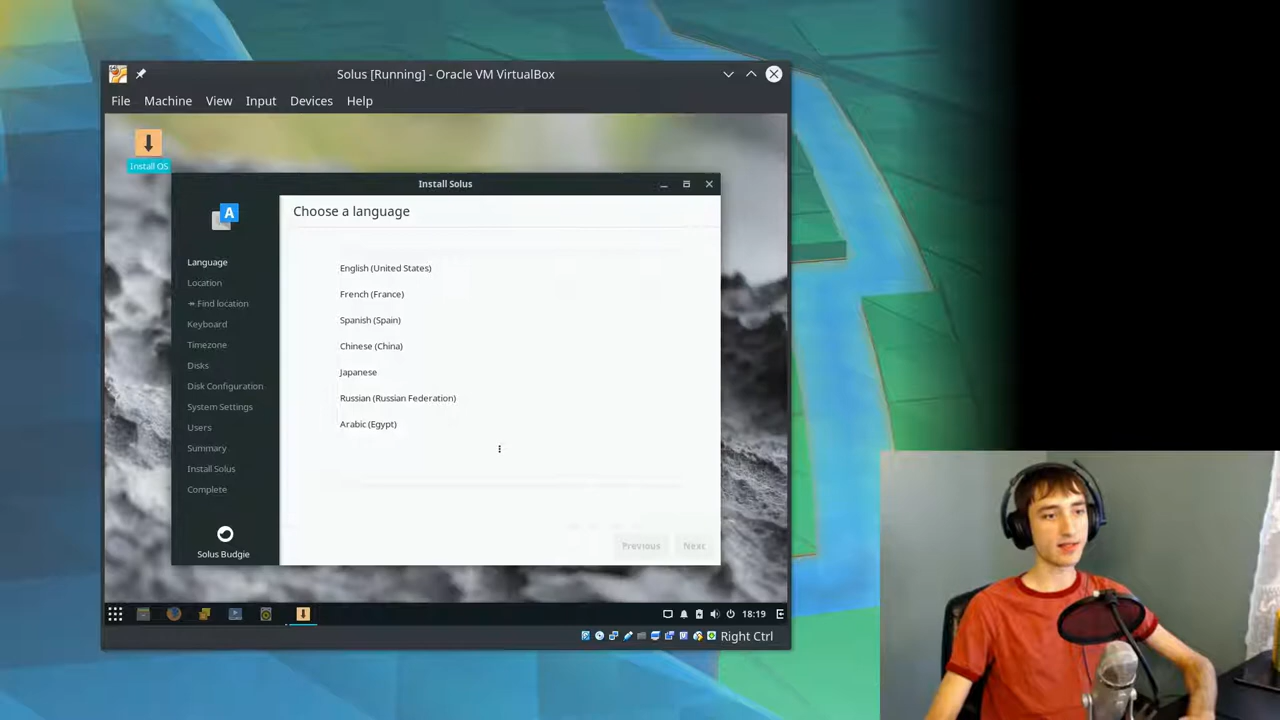 Solus [Running] - Oracle VM VirtualBox
File Machine View Input Devices Help
Install OS
Install Solus
A
Language
Location
↠ Find location
Keyboard
Timezone
Disks
Disk Configuration
System Settings
Users
Summary
Install Solus
Complete
Solus Budgie
Choose a language
English (United States)
French (France)
Spanish (Spain)
Chinese (China)
Japanese
Russian (Russian Federation)
Arabic (Egypt)
Previous Next
18:19
Right Ctrl